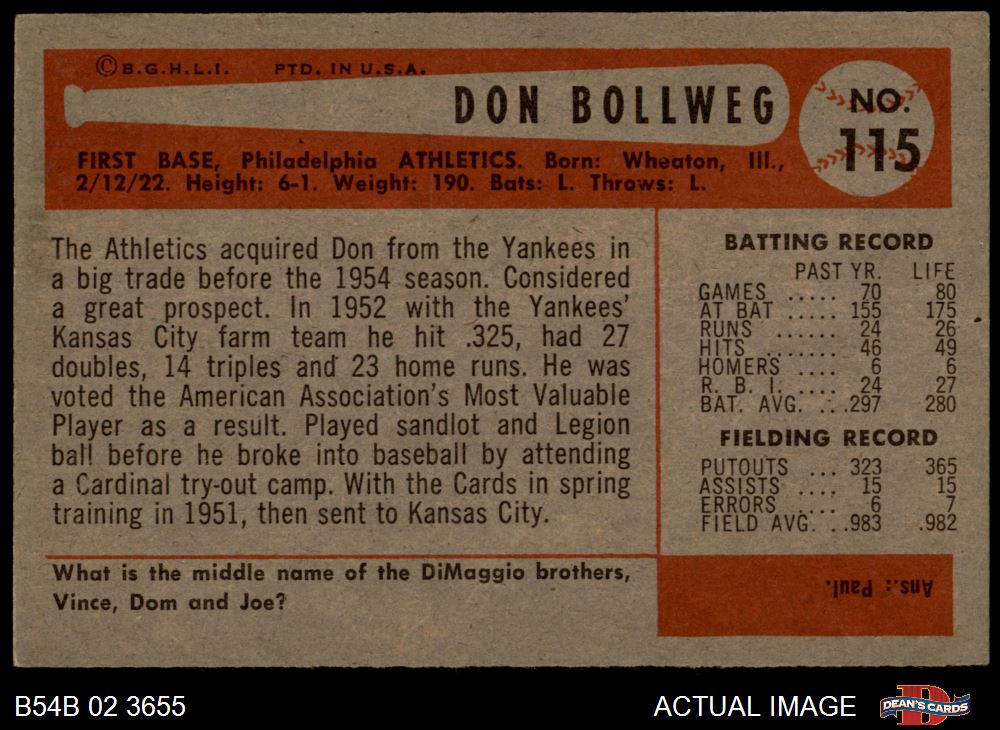 © B.G.H.L.I. PTD. IN U.S.A.
DON BOLLWEG
NO.
115
FIRST BASE, Philadelphia ATHLETICS. Born: Wheaton, Ill.,
2/12/22. Height: 6-1. Weight: 190. Bats: L. Throws: L.
The Athletics acquired Don from the Yankees in
a big trade before the 1954 season. Considered
a great prospect. In 1952 with the Yankees'
Kansas City farm team he hit .325, had 27
doubles, 14 triples and 23 home runs. He was
voted the American Association's Most Valuable
Player as a result. Played sandlot and Legion
ball before he broke into baseball by attending
a Cardinal try-out camp. With the Cards in spring
training in 1951, then sent to Kansas City.
BATTING RECORD
PAST YR. LIFE
GAMES ..... 70 80
AT BAT ..... 155 175
RUNS ..... 24 26
HITS ....... 46 49
HOMERS .... 6 6
R. B. I. .... 24 27
BAT. AVG. ...297 280
FIELDING RECORD
PUTOUTS ... 323 365
ASSISTS .... 15 15
ERRORS .... 6 7
FIELD AVG. ..983 .982
What is the middle name of the DiMaggio brothers,
Vince, Dom and Joe?
Ans.: Paul.
B54B 02 3655
ACTUAL IMAGE
D
DEAN'S CARDS